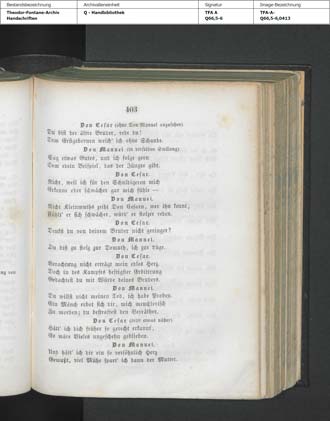 Bestandsbezeichnung
Theodor-Fontane-Archiv
Handschriften
Archivalieneinheit
Q - Handbibliothek
Signatur
TFA A
Q66,5-6
Image-Bezeichnung
TFA-A-
Q66,5-6,0413
403
Don Cesar (ohne Don Manuel anzusehen)
Du bist der ältre Bruder, rede du!
Dem Erstgebornen weich' ich ohne Schande.
Don Manuel (in derselben Stellung)
Sag etwas Gutes, und ich folge gern
Dem edeln Beispiel, das der Jüngre gibt.
Don Cesar.
Nicht, weil ich für den Schuldigeren mich
Erkenne oder schwächer gar mich fühle —
Don Manuel.
Nicht Kleinmuths zeiht Don Cesarn, wer ihn kennt,
Fühlt' er sich schwächer, würd' er stolzer reden.
Don Cesar.
Denkst du von deinem Bruder nicht geringer?
Don Manuel.
Du bist zu stolz zur Demuth, ich zur Lüge.
Don Cesar.
Verachtung nicht erträgt mein edles Herz.
Doch in des Kampfes heftigster Erbittrung
Gedachtest du mit Würde deines Bruders.
Don Manuel.
Du willst nicht meinen Tod, ich habe Proben.
Ein Mönch erbot sich dir, mich meuchlerisch
Zu morden; du bestraftest den Verräther.
Don Cesar (tritt etwas näher)
Hätt' ich dich früher so gerecht erkannt,
Es wäre Vieles ungeschehn geblieben.
Don Manuel.
Und hätt' ich dir ein so versöhnlich Herz
Gewußt, viel Mühe spart' ich dann der Mutter.